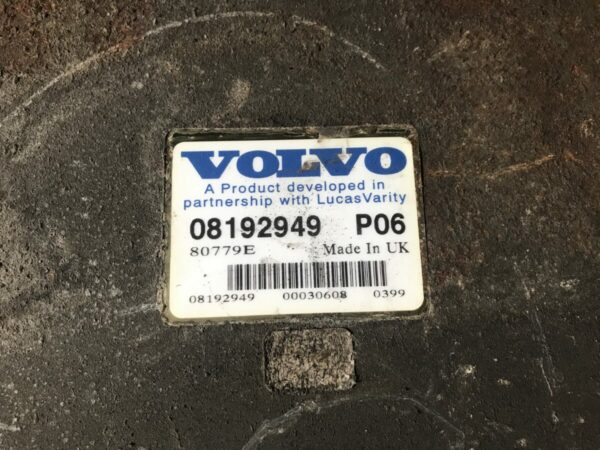 VOLVO
A Product developed in
partnership with LucasVarity
08192949 P06
80779E Made In UK
08192949 00030608 0399